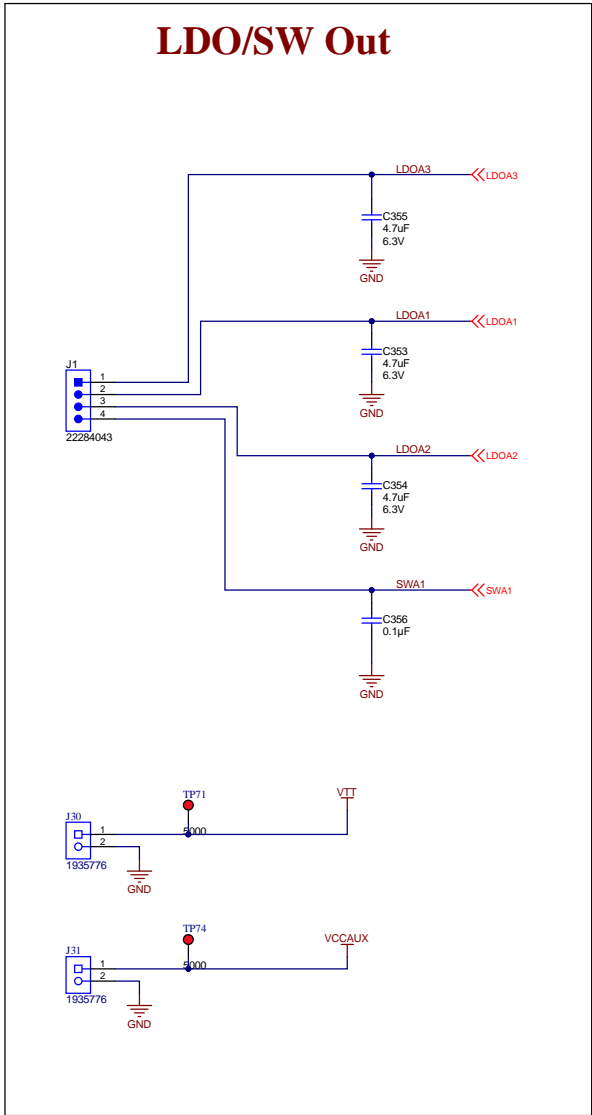 LDO/SW Out
LDOA3
LDOA3
C355
4.7uF
6.3V
GND
LDOA1
LDOA1
C353
4.7uF
6.3V
GND
J1
1
2
3
4
22284043
LDOA2
LDOA2
C354
4.7uF
6.3V
GND
SWA1
SWA1
C356
0.1µF
GND
TP71
VTT
J30
1
5000
2
1935776
GND
TP74
VCCAUX
J31
1
5000
2
1935776
GND